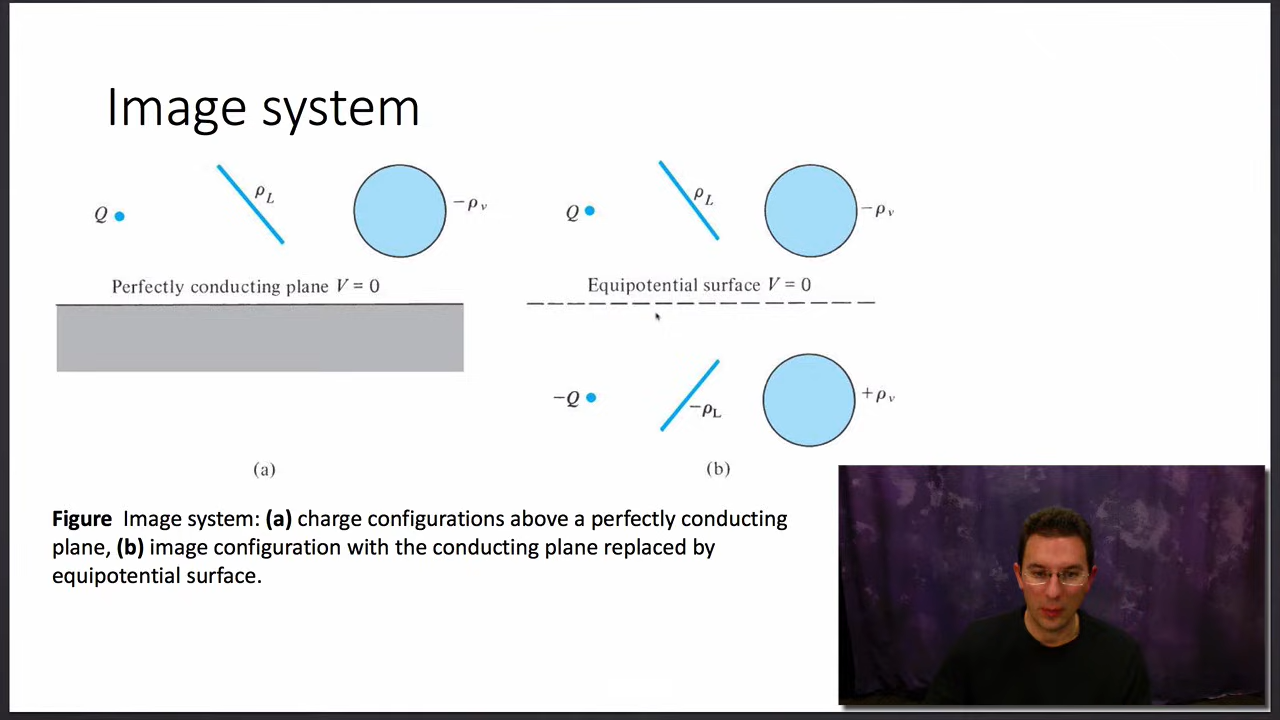 Image system
Q
ρL
−ρv
Perfectly conducting plane V = 0
(a)
Q
ρL
−ρv
Equipotential surface V = 0
−Q
−ρL
+ρv
(b)
Figure Image system: (a) charge configurations above a perfectly conducting
plane, (b) image configuration with the conducting plane replaced by
equipotential surface.